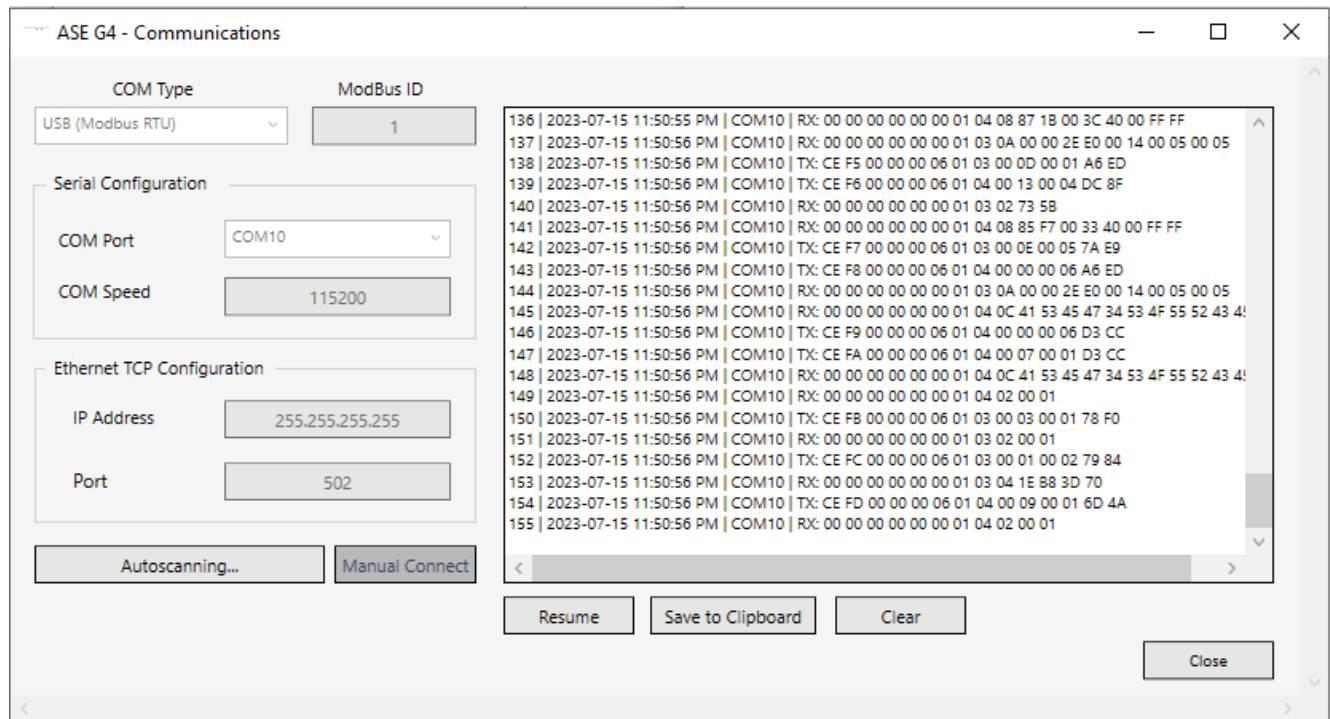 ASE G4 - Communications
COM Type
ModBus ID
USB (Modbus RTU)
1
Serial Configuration
COM Port
COM10
COM Speed
115200
Ethernet TCP Configuration
IP Address
255.255.255.255
Port
502
Autoscanning...
Manual Connect
136 | 2023-07-15 11:50:55 PM | COM10 | RX: 00 00 00 00 00 00 01 04 08 87 1B 00 3C 40 00 FF FF
137 | 2023-07-15 11:50:56 PM | COM10 | RX: 00 00 00 00 00 00 01 03 0A 00 00 2E E0 00 14 00 05 00 05
138 | 2023-07-15 11:50:56 PM | COM10 | TX: CE F5 00 00 00 06 01 03 00 0D 00 01 A6 ED
139 | 2023-07-15 11:50:56 PM | COM10 | TX: CE F6 00 00 00 06 01 04 00 13 00 04 DC 8F
140 | 2023-07-15 11:50:56 PM | COM10 | RX: 00 00 00 00 00 00 01 03 02 73 5B
141 | 2023-07-15 11:50:56 PM | COM10 | RX: 00 00 00 00 00 00 01 04 08 85 F7 00 33 40 00 FF FF
142 | 2023-07-15 11:50:56 PM | COM10 | TX: CE F7 00 00 00 06 01 03 00 0E 00 05 7A E9
143 | 2023-07-15 11:50:56 PM | COM10 | TX: CE F8 00 00 00 06 01 04 00 00 00 06 A6 ED
144 | 2023-07-15 11:50:56 PM | COM10 | RX: 00 00 00 00 00 00 01 03 0A 00 00 2E E0 00 14 00 05 00 05
145 | 2023-07-15 11:50:56 PM | COM10 | RX: 00 00 00 00 00 00 01 04 0C 41 53 45 47 34 53 4F 55 52 43
146 | 2023-07-15 11:50:56 PM | COM10 | TX: CE F9 00 00 00 06 01 04 00 00 00 06 D3 CC
147 | 2023-07-15 11:50:56 PM | COM10 | TX: CE FA 00 00 00 06 01 04 00 07 00 01 D3 CC
148 | 2023-07-15 11:50:56 PM | COM10 | RX: 00 00 00 00 00 00 01 04 0C 41 53 45 47 34 53 4F 55 52 43
149 | 2023-07-15 11:50:56 PM | COM10 | RX: 00 00 00 00 00 00 01 04 02 00 01
150 | 2023-07-15 11:50:56 PM | COM10 | TX: CE FB 00 00 00 06 01 03 00 03 00 01 78 F0
151 | 2023-07-15 11:50:56 PM | COM10 | RX: 00 00 00 00 00 00 01 03 02 00 01
152 | 2023-07-15 11:50:56 PM | COM10 | TX: CE FC 00 00 00 06 01 03 00 01 00 02 79 84
153 | 2023-07-15 11:50:56 PM | COM10 | RX: 00 00 00 00 00 00 01 03 04 1E B8 3D 70
154 | 2023-07-15 11:50:56 PM | COM10 | TX: CE FD 00 00 00 06 01 04 00 09 00 01 6D 4A
155 | 2023-07-15 11:50:56 PM | COM10 | RX: 00 00 00 00 00 00 01 04 02 00 01
Resume
Save to Clipboard
Clear
Close